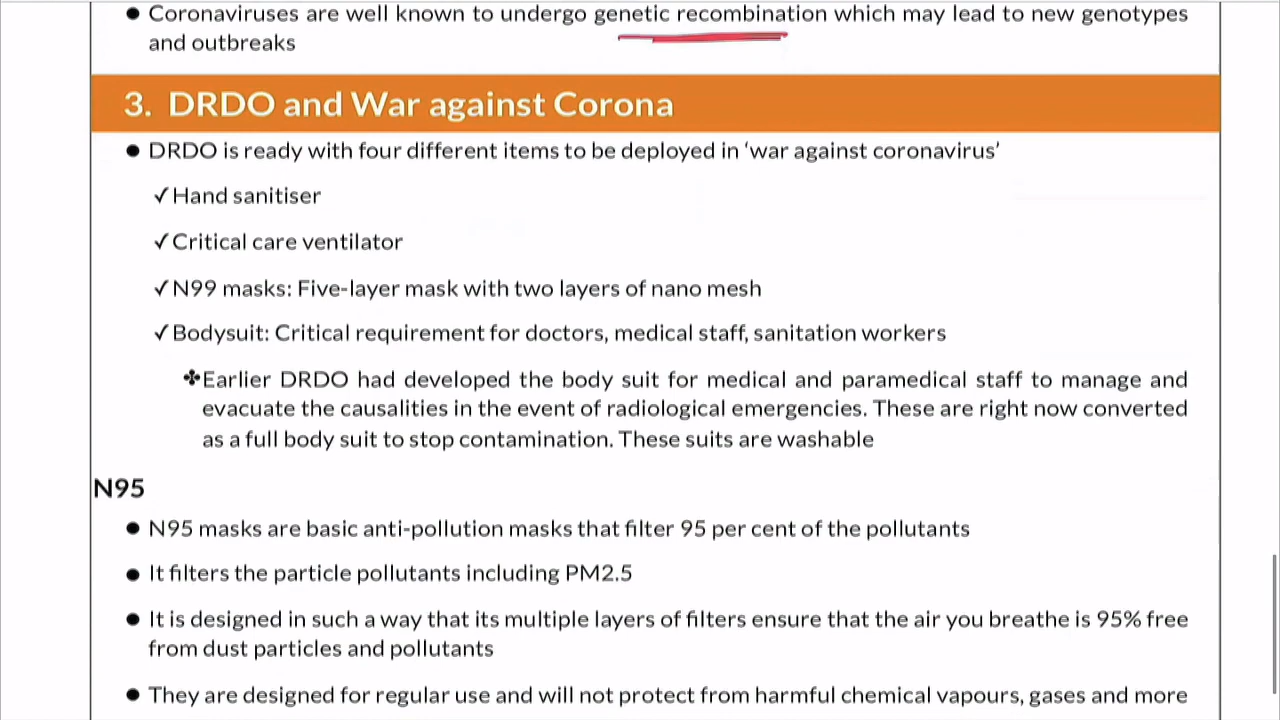 ● Coronaviruses are well known to undergo genetic recombination which may lead to new genotypes
and outbreaks
3. DRDO and War against Corona
● DRDO is ready with four different items to be deployed in ‘war against coronavirus’
✓Hand sanitiser
✓Critical care ventilator
✓N99 masks: Five-layer mask with two layers of nano mesh
✓Bodysuit: Critical requirement for doctors, medical staff, sanitation workers
✤Earlier DRDO had developed the body suit for medical and paramedical staff to manage and
evacuate the causalities in the event of radiological emergencies. These are right now converted
as a full body suit to stop contamination. These suits are washable
N95
● N95 masks are basic anti-pollution masks that filter 95 per cent of the pollutants
● It filters the particle pollutants including PM2.5
● It is designed in such a way that its multiple layers of filters ensure that the air you breathe is 95% free
from dust particles and pollutants
● They are designed for regular use and will not protect from harmful chemical vapours, gases and more